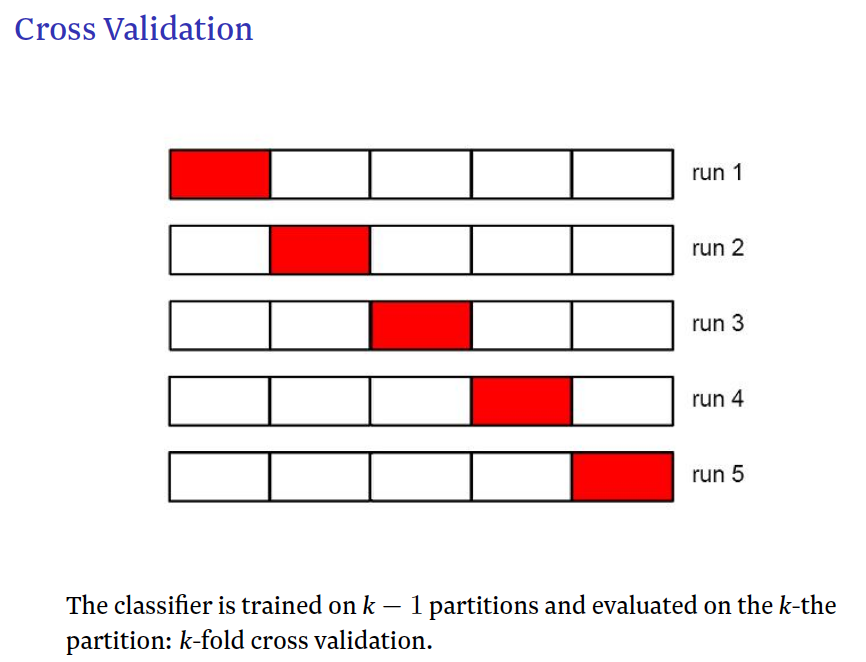 Cross Validation
run 1
run 2
run 3
run 4
run 5
The classifier is trained on k − 1 partitions and evaluated on the k-the
partition: k-fold cross validation.